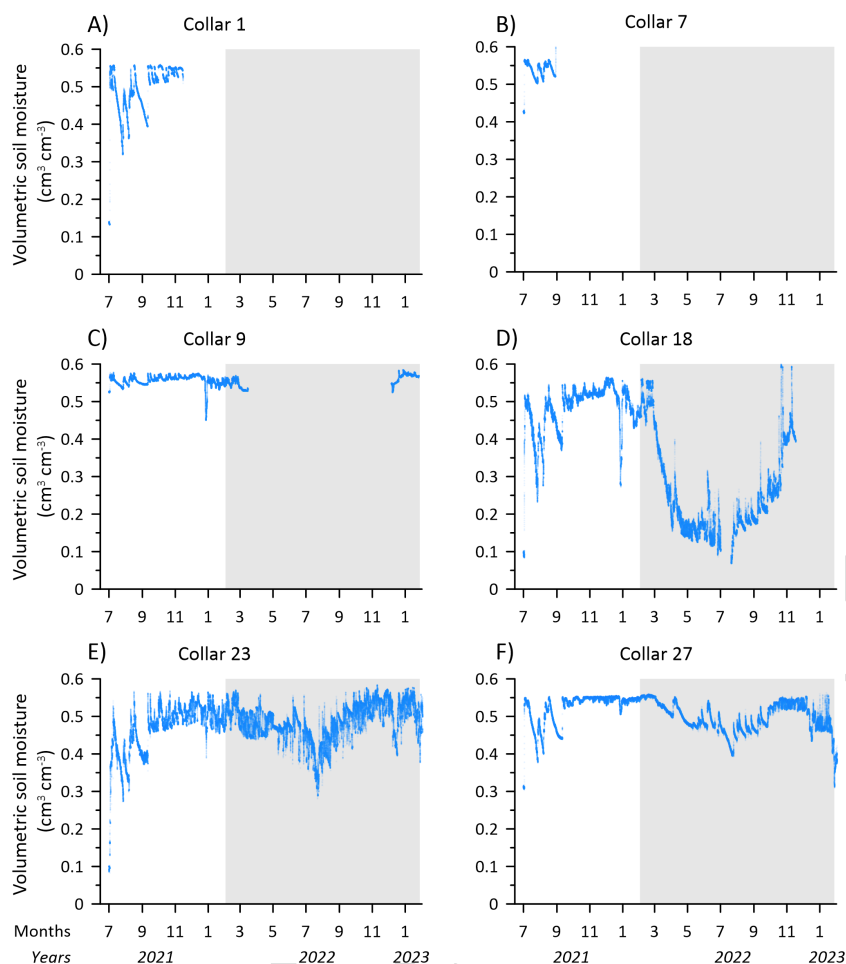 A) Collar 1
B) Collar 7
Volumetric soil moisture
(cm³ cm⁻³)
0.6
0.5
0.4
0.3
0.2
0.1
0
7 9 11 1 3 5 7 9 11 1
0.6
0.5
0.4
0.3
0.2
0.1
0
7 9 11 1 3 5 7 9 11 1
C) Collar 9
D) Collar 18
Volumetric soil moisture
(cm³ cm⁻³)
0.6
0.5
0.4
0.3
0.2
0.1
0
7 9 11 1 3 5 7 9 11 1
0.6
0.5
0.4
0.3
0.2
0.1
0
7 9 11 1 3 5 7 9 11 1
E) Collar 23
F) Collar 27
Volumetric soil moisture
(cm³ cm⁻³)
0.6
0.5
0.4
0.3
0.2
0.1
0
0.6
0.5
0.4
0.3
0.2
0.1
0
Months 7 9 11 1 3 5 7 9 11 1 7 9 11 1 3 5 7 9 11 1
Years 2021 2022 2023 2021 2022 2023